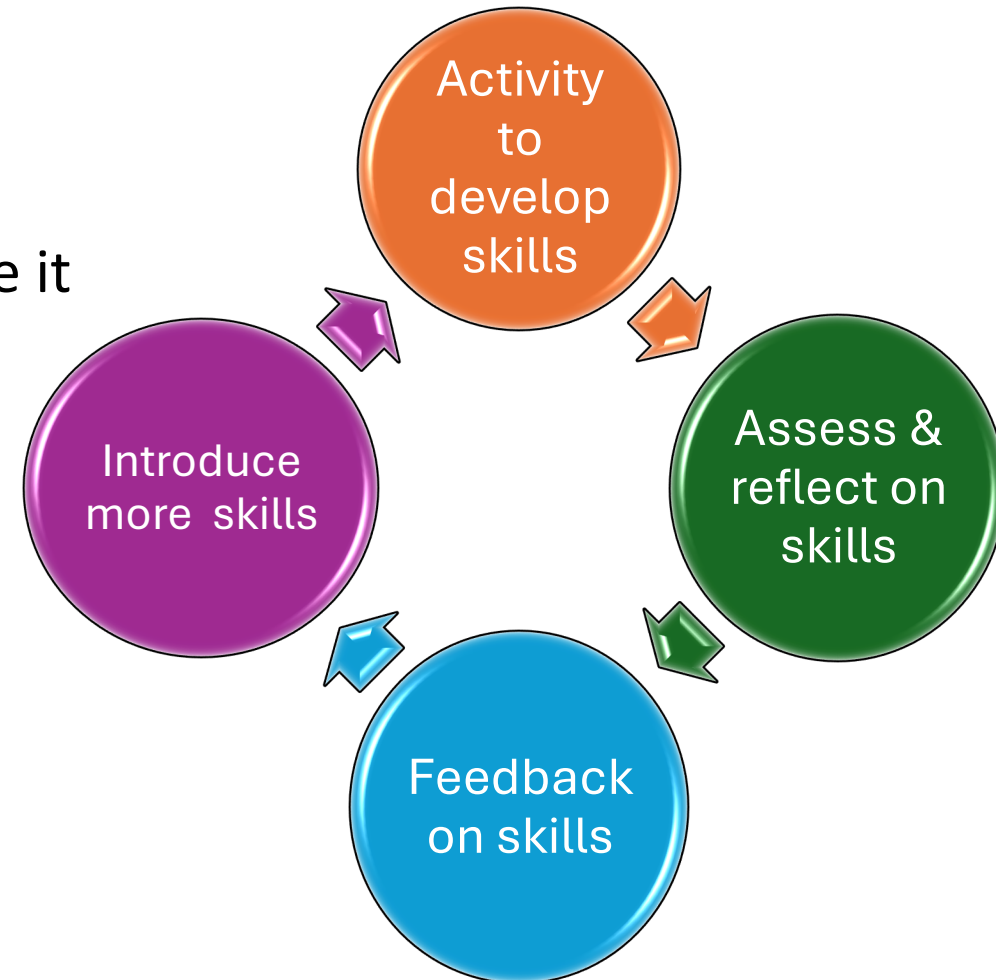 Activity
to
develop
skills
e it
Assess &
reflect on
skills
Introduce
more  skills
Feedback
on skills